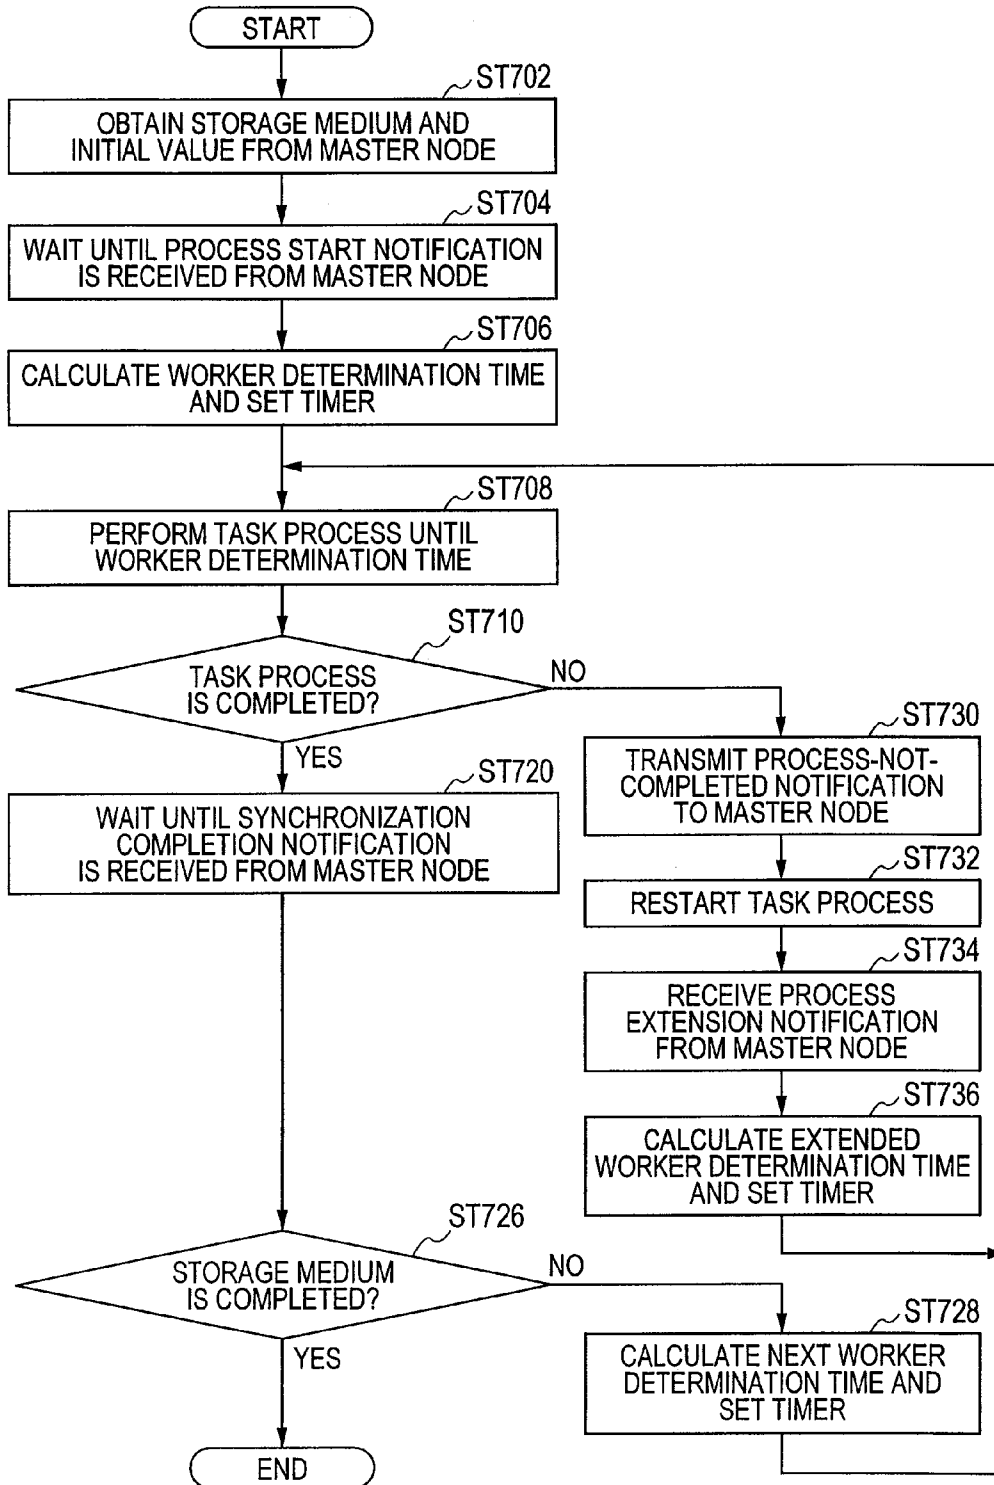 START
ST702
OBTAIN STORAGE MEDIUM AND
INITIAL VALUE FROM MASTER NODE
ST704
WAIT UNTIL PROCESS START NOTIFICATION
IS RECEIVED FROM MASTER NODE
ST706
CALCULATE WORKER DETERMINATION TIME
AND SET TIMER
ST708
PERFORM TASK PROCESS UNTIL
WORKER DETERMINATION TIME
ST710
TASK PROCESS
IS COMPLETED?
NO
YES
ST730
TRANSMIT PROCESS-NOT-
COMPLETED NOTIFICATION
TO MASTER NODE
ST720
WAIT UNTIL SYNCHRONIZATION
COMPLETION NOTIFICATION
IS RECEIVED FROM MASTER NODE
ST732
RESTART TASK PROCESS
ST734
RECEIVE PROCESS
EXTENSION NOTIFICATION
FROM MASTER NODE
ST736
CALCULATE EXTENDED
WORKER DETERMINATION TIME
AND SET TIMER
ST726
STORAGE MEDIUM
IS COMPLETED?
NO
YES
ST728
CALCULATE NEXT WORKER
DETERMINATION TIME AND
SET TIMER
END